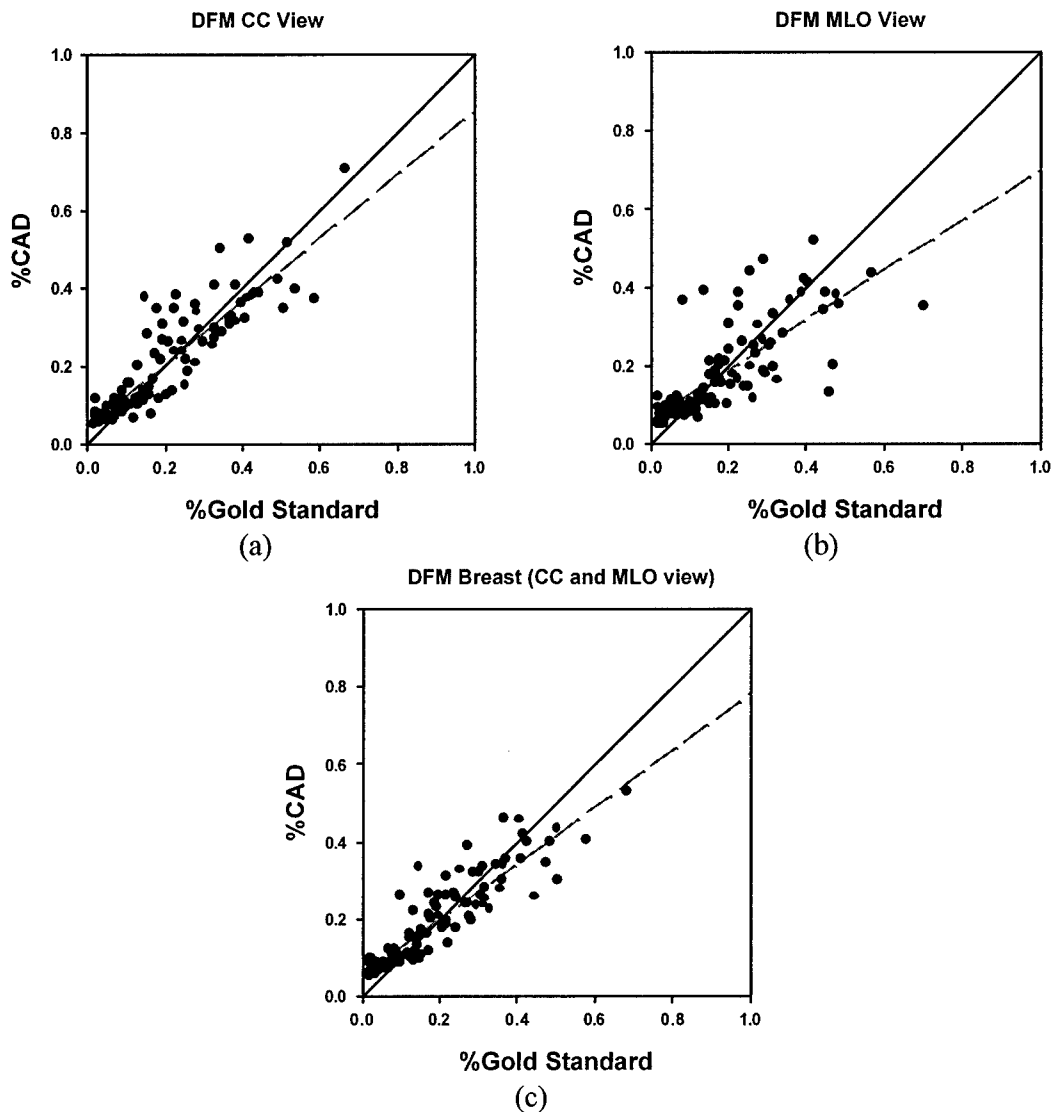 DFM CC View
1.0
0.8
0.6
0.4
0.2
0.0
%CAD
0.0 0.2 0.4 0.6 0.8 1.0
%Gold Standard
(a)
DFM MLO View
1.0
0.8
0.6
0.4
0.2
0.0
%CAD
0.0 0.2 0.4 0.6 0.8 1.0
%Gold Standard
(b)
DFM Breast (CC and MLO view)
1.0
0.8
0.6
0.4
0.2
0.0
%CAD
0.0 0.2 0.4 0.6 0.8 1.0
%Gold Standard
(c)